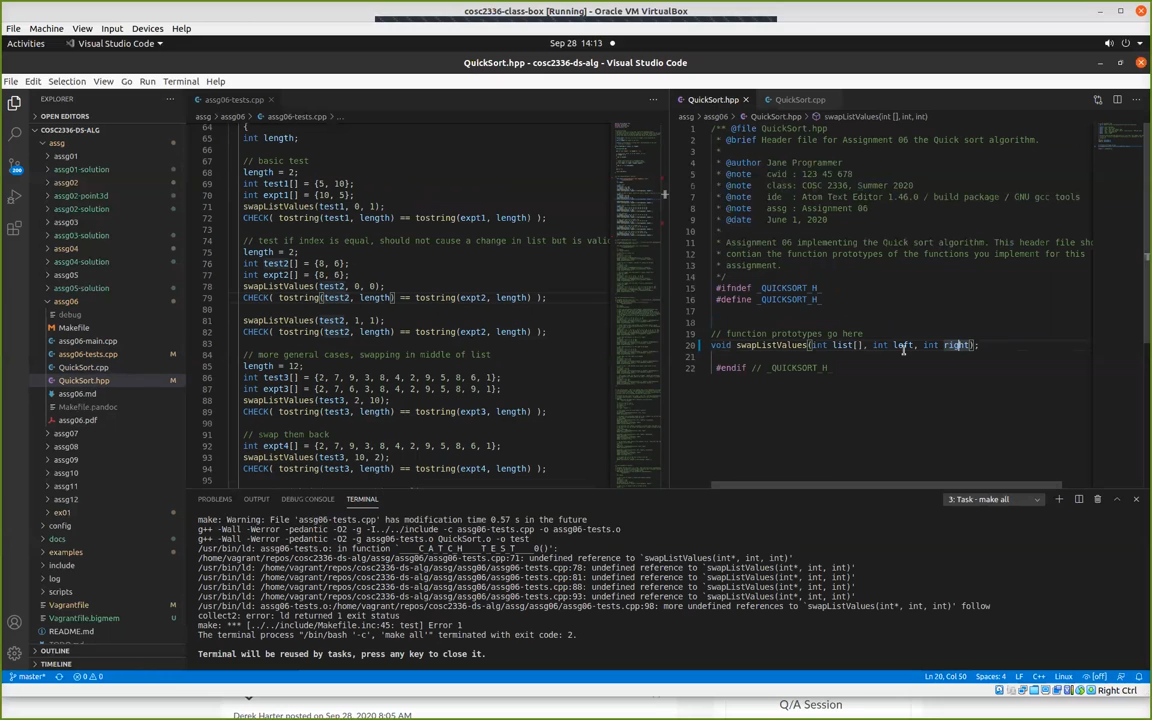 cosc2336-class-box [Running] - Oracle VM VirtualBox
File Machine View Input Devices Help
Activities Visual Studio Code Sep 28 14:13
QuickSort.hpp - cosc2336-ds-alg - Visual Studio Code
File Edit Selection View Go Run Terminal Help
EXPLORER
OPEN EDITORS
COSC2336-DS-ALG
assg
assg01
assg01-solution
assg02
assg02-point3d
assg02-solution
assg03
assg03-solution
assg04
assg04-solution
assg05
assg05-solution
assg06
debug
Makefile
assg06-main.cpp
assg06-tests.cpp M
QuickSort.cpp
QuickSort.hpp M
assg06.md
Makefile.pandoc
assg06.pdf
assg07
assg08
assg09
assg10
assg11
assg12
ex01
config
docs
examples
include
log
scripts
Vagrantfile M
Vagrantfile.bigmem
README.md
OUTLINE
TIMELINE
assg06-tests.cpp
assg > assg06 > assg06-tests.cpp > ...
64 {
65 int length;
66
67 // basic test
68 length = 2;
69 int test1[] = {5, 10};
70 int expt1[] = {10, 5};
71 swapListValues(test1, 0, 1);
72 CHECK( tostring(test1, length) == tostring(expt1, length) );
73
74 // test if index is equal, should not cause a change in list but is vali
75 length = 2;
76 int test2[] = {8, 6};
77 int expt2[] = {8, 6};
78 swapListValues(test2, 0, 0);
79 CHECK( tostring(test2, length) == tostring(expt2, length) );
80
81 swapListValues(test2, 1, 1);
82 CHECK( tostring(test2, length) == tostring(expt2, length) );
83
84 // more general cases, swapping in middle of list
85 length = 12;
86 int test3[] = {2, 7, 9, 3, 8, 4, 2, 9, 5, 8, 6, 1};
87 int expt3[] = {2, 7, 6, 3, 8, 4, 2, 9, 5, 8, 9, 1};
88 swapListValues(test3, 2, 10);
89 CHECK( tostring(test3, length) == tostring(expt3, length) );
90
91 // swap them back
92 int expt4[] = {2, 7, 9, 3, 8, 4, 2, 9, 5, 8, 6, 1};
93 swapListValues(test3, 10, 2);
94 CHECK( tostring(test3, length) == tostring(expt4, length) );
95
QuickSort.hpp QuickSort.cpp
assg > assg06 > QuickSort.hpp > swapListValues(int [], int, int)
1 /** @file QuickSort.hpp
2 * @brief Header file for Assignment 06 the Quick sort algorithm.
3 *
4 * @author Jane Programmer
5 * @note cwid : 123 45 678
6 * @note class: COSC 2336, Summer 2020
7 * @note ide : Atom Text Editor 1.46.0 / build package / GNU gcc tools
8 * @note assg : Assignment 06
9 * @date June 1, 2020
10 *
11 * Assignment 06 implementing the Quick sort algorithm. This header file sho
12 * contian the function prototypes of the functions you implement for this
13 * assignment.
14 */
15 #ifndef _QUICKSORT_H_
16 #define _QUICKSORT_H_
17
18
19 // function prototypes go here
20 void swapListValues(int list[], int left, int right);
21
22 #endif // _QUICKSORT_H_
PROBLEMS OUTPUT DEBUG CONSOLE TERMINAL 3: Task - make all
make: Warning: File 'assg06-tests.cpp' has modification time 0.57 s in the future
g++ -Wall -Werror -pedantic -O2 -g -I../../include -c assg06-tests.cpp -o assg06-tests.o
g++ -Wall -Werror -pedantic -O2 -g assg06-tests.o QuickSort.o -o test
/usr/bin/ld: assg06-tests.o: in function `____C_A_T_C_H____T_E_S_T____0()':
/home/vagrant/repos/cosc2336-ds-alg/assg/assg06/assg06-tests.cpp:71: undefined reference to `swapListValues(int*, int, int)'
/usr/bin/ld: /home/vagrant/repos/cosc2336-ds-alg/assg/assg06/assg06-tests.cpp:78: undefined reference to `swapListValues(int*, int, int)'
/usr/bin/ld: /home/vagrant/repos/cosc2336-ds-alg/assg/assg06/assg06-tests.cpp:81: undefined reference to `swapListValues(int*, int, int)'
/usr/bin/ld: /home/vagrant/repos/cosc2336-ds-alg/assg/assg06/assg06-tests.cpp:88: undefined reference to `swapListValues(int*, int, int)'
/usr/bin/ld: /home/vagrant/repos/cosc2336-ds-alg/assg/assg06/assg06-tests.cpp:93: undefined reference to `swapListValues(int*, int, int)'
/usr/bin/ld: assg06-tests.o:/home/vagrant/repos/cosc2336-ds-alg/assg/assg06/assg06-tests.cpp:98: more undefined references to `swapListValues(int*, int, int)' follow
collect2: error: ld returned 1 exit status
make: *** [../../include/Makefile.inc:45: test] Error 1
The terminal process "/bin/bash '-c', 'make all'" terminated with exit code: 2.
Terminal will be reused by tasks, press any key to close it.
master* 0 0 Ln 20, Col 50 Spaces: 4 LF C++ Linux [off]
Right Ctrl
Derek Harter posted on Sep 28, 2020 8:05 AM
Q/A Session